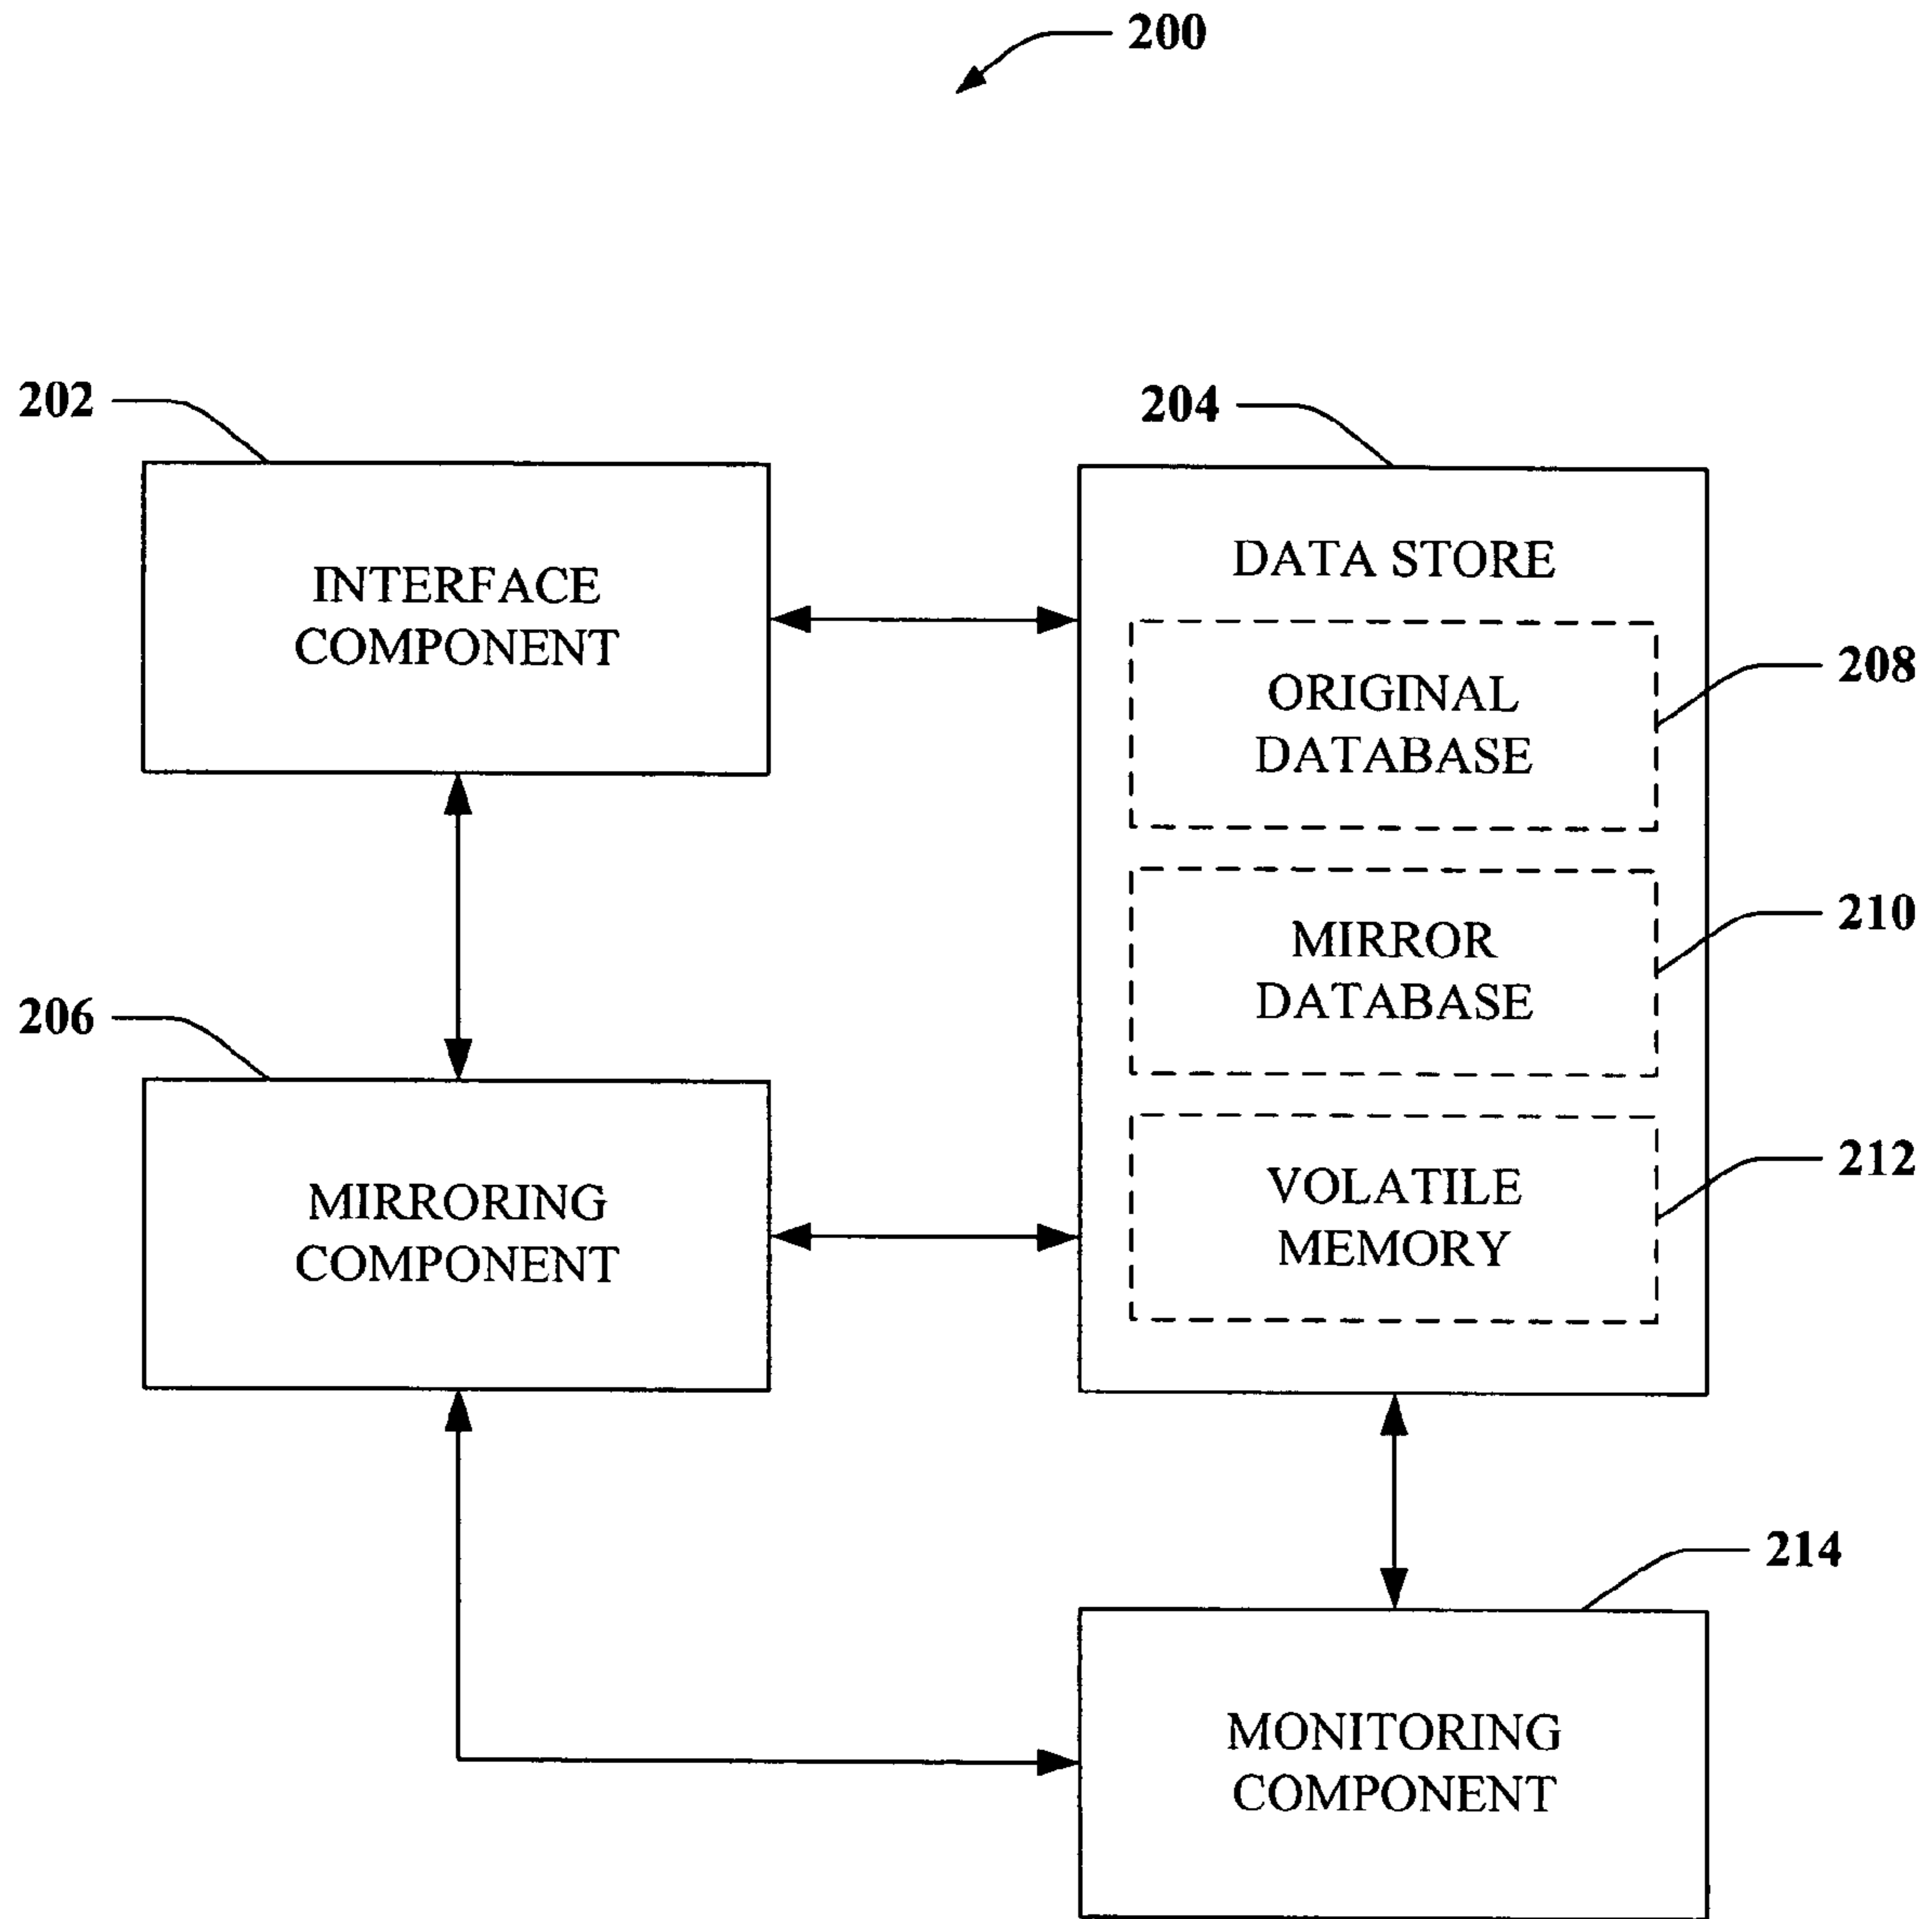 200
202
204
INTERFACE
COMPONENT
DATA STORE
ORIGINAL
DATABASE
208
MIRROR
DATABASE
210
206
MIRRORING
COMPONENT
VOLATILE
MEMORY
212
214
MONITORING
COMPONENT